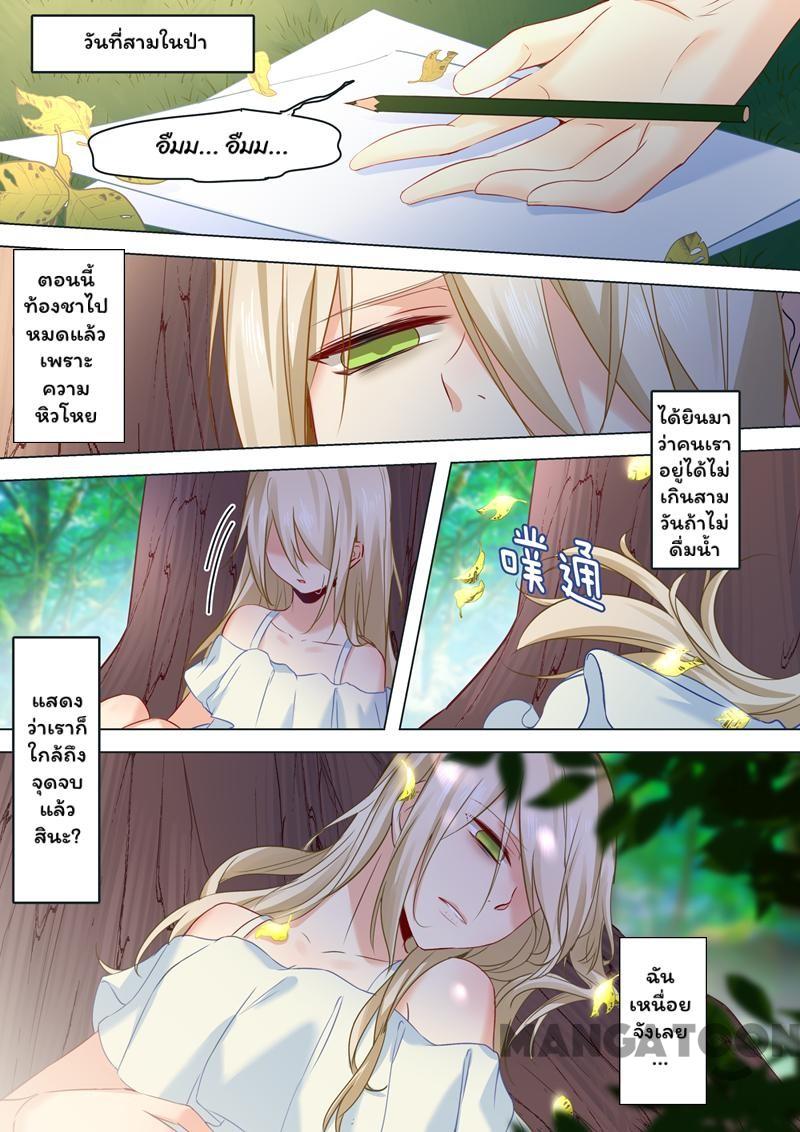 วันที่สามในป่า
อืมม... อืมม...
ตอนนี้
ท้องชาไป
หมดแล้ว
เพราะ
ความ
หิวโหย
ได้ยินมา
ว่าคนเรา
อยู่ได้ไม่
เกินสาม
วันถ้าไม่
ดื่มน้ำ
噗通
แสดง
ว่าเราก็
ใกล้ถึง
จุดจบ
แล้ว
สินะ?
ฉัน
เหนื่อย
จังเลย
...
MANGATOON